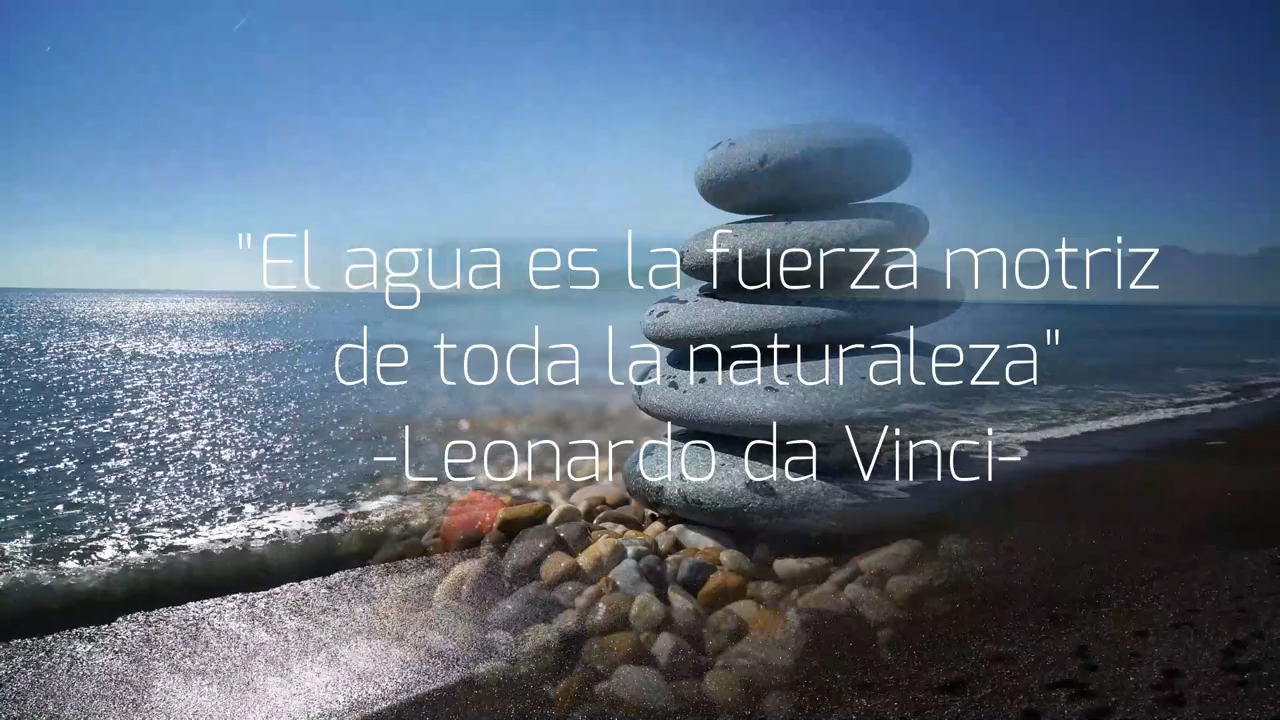 "El agua es la fuerza motriz
de toda la naturaleza"
-Leonardo da Vinci-